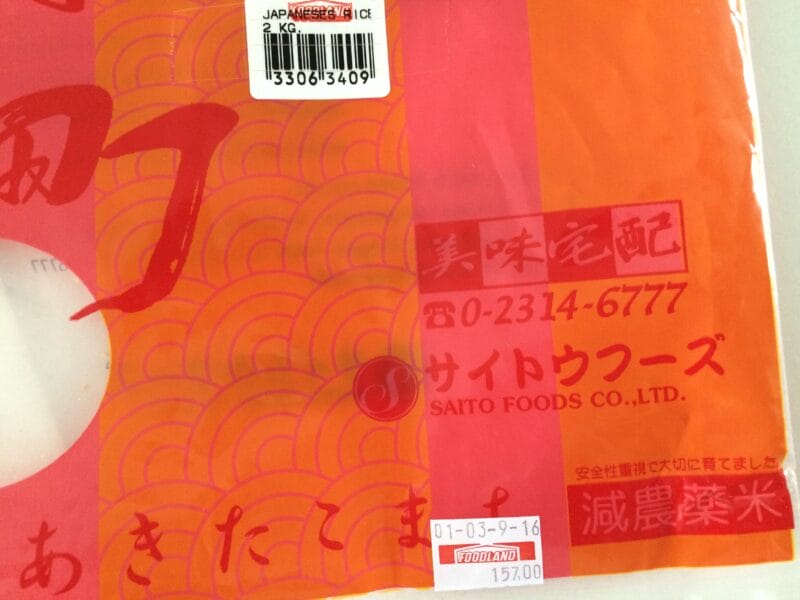 FOODLAND
JAPANESES RICE
2 KG.
33063409
美味宅配
☎0-2314-6777
サイトウフーズ
S
SAITO FOODS CO.,LTD.
安全性重視で大切に育てました
減農薬米
あきたこまち
01-03-9-16
FOODLAND
157.00